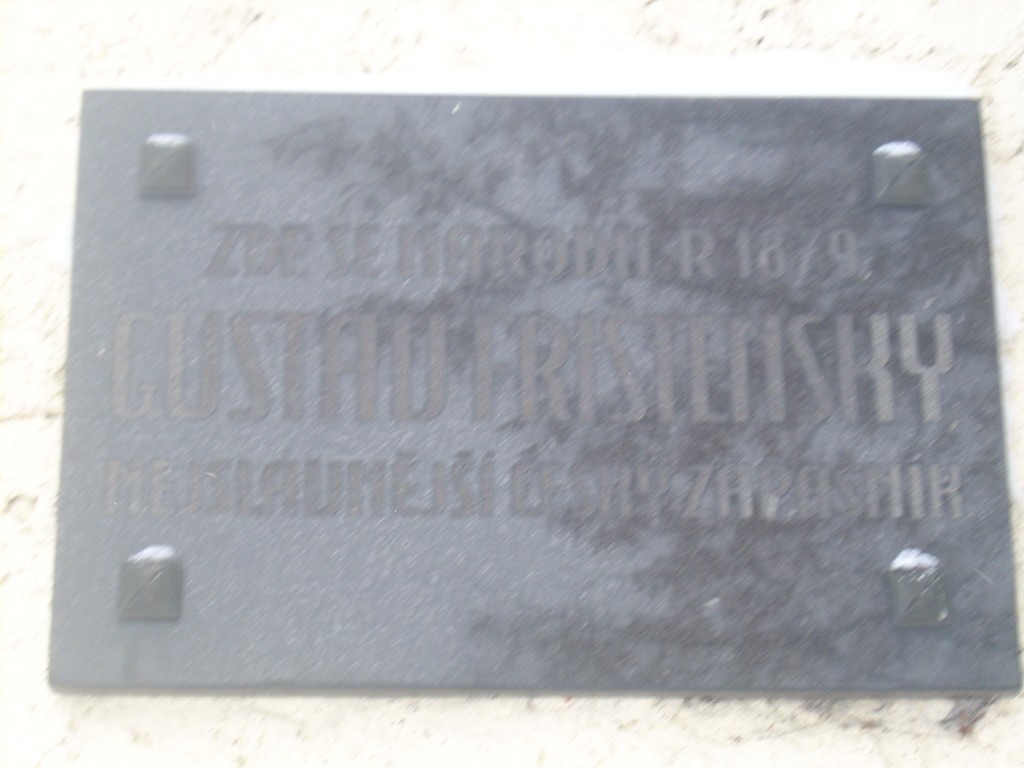 ZDE SE NARODIL R 1879
GUSTAV FRIŠTENSKÝ
NEJSLAVNĚJŠÍ ČESKÝ ZÁPASNÍK